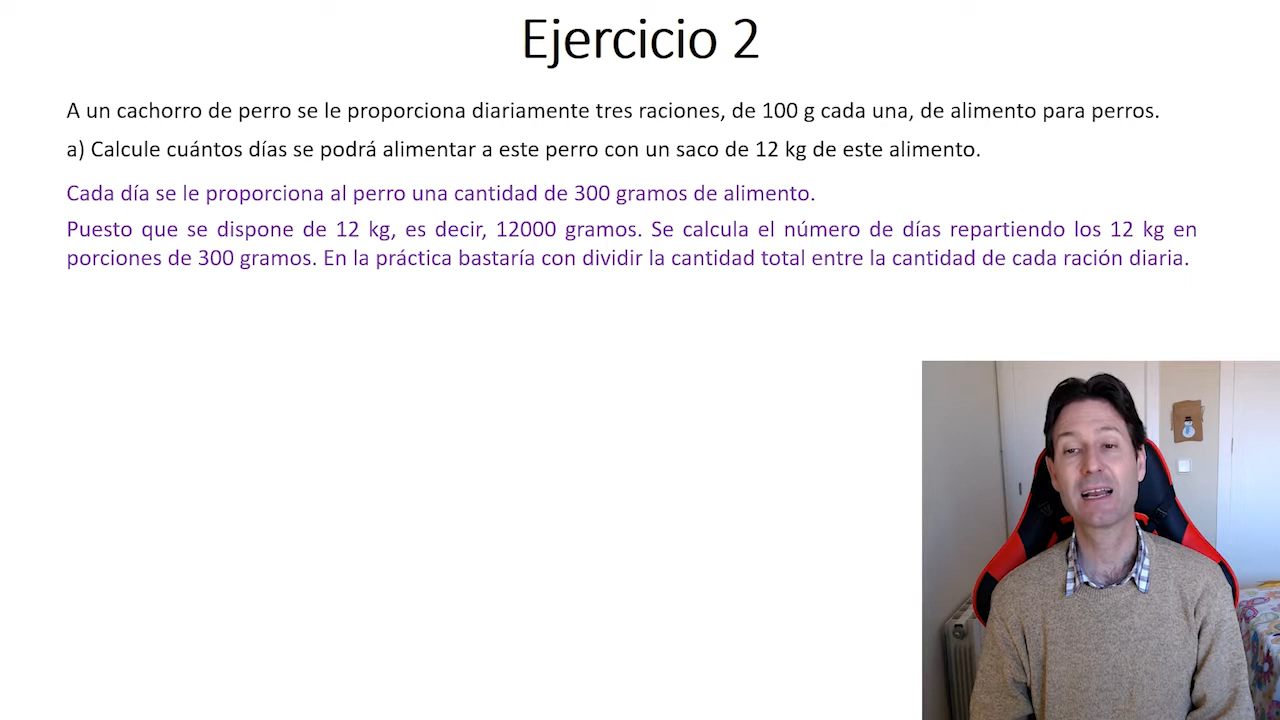 Ejercicio 2
A un cachorro de perro se le proporciona diariamente tres raciones, de 100 g cada una, de alimento para perros.
a) Calcule cuántos días se podrá alimentar a este perro con un saco de 12 kg de este alimento.
Cada día se le proporciona al perro una cantidad de 300 gramos de alimento.
Puesto que se dispone de 12 kg, es decir, 12000 gramos. Se calcula el número de días repartiendo los 12 kg en
porciones de 300 gramos. En la práctica bastaría con dividir la cantidad total entre la cantidad de cada ración diaria.